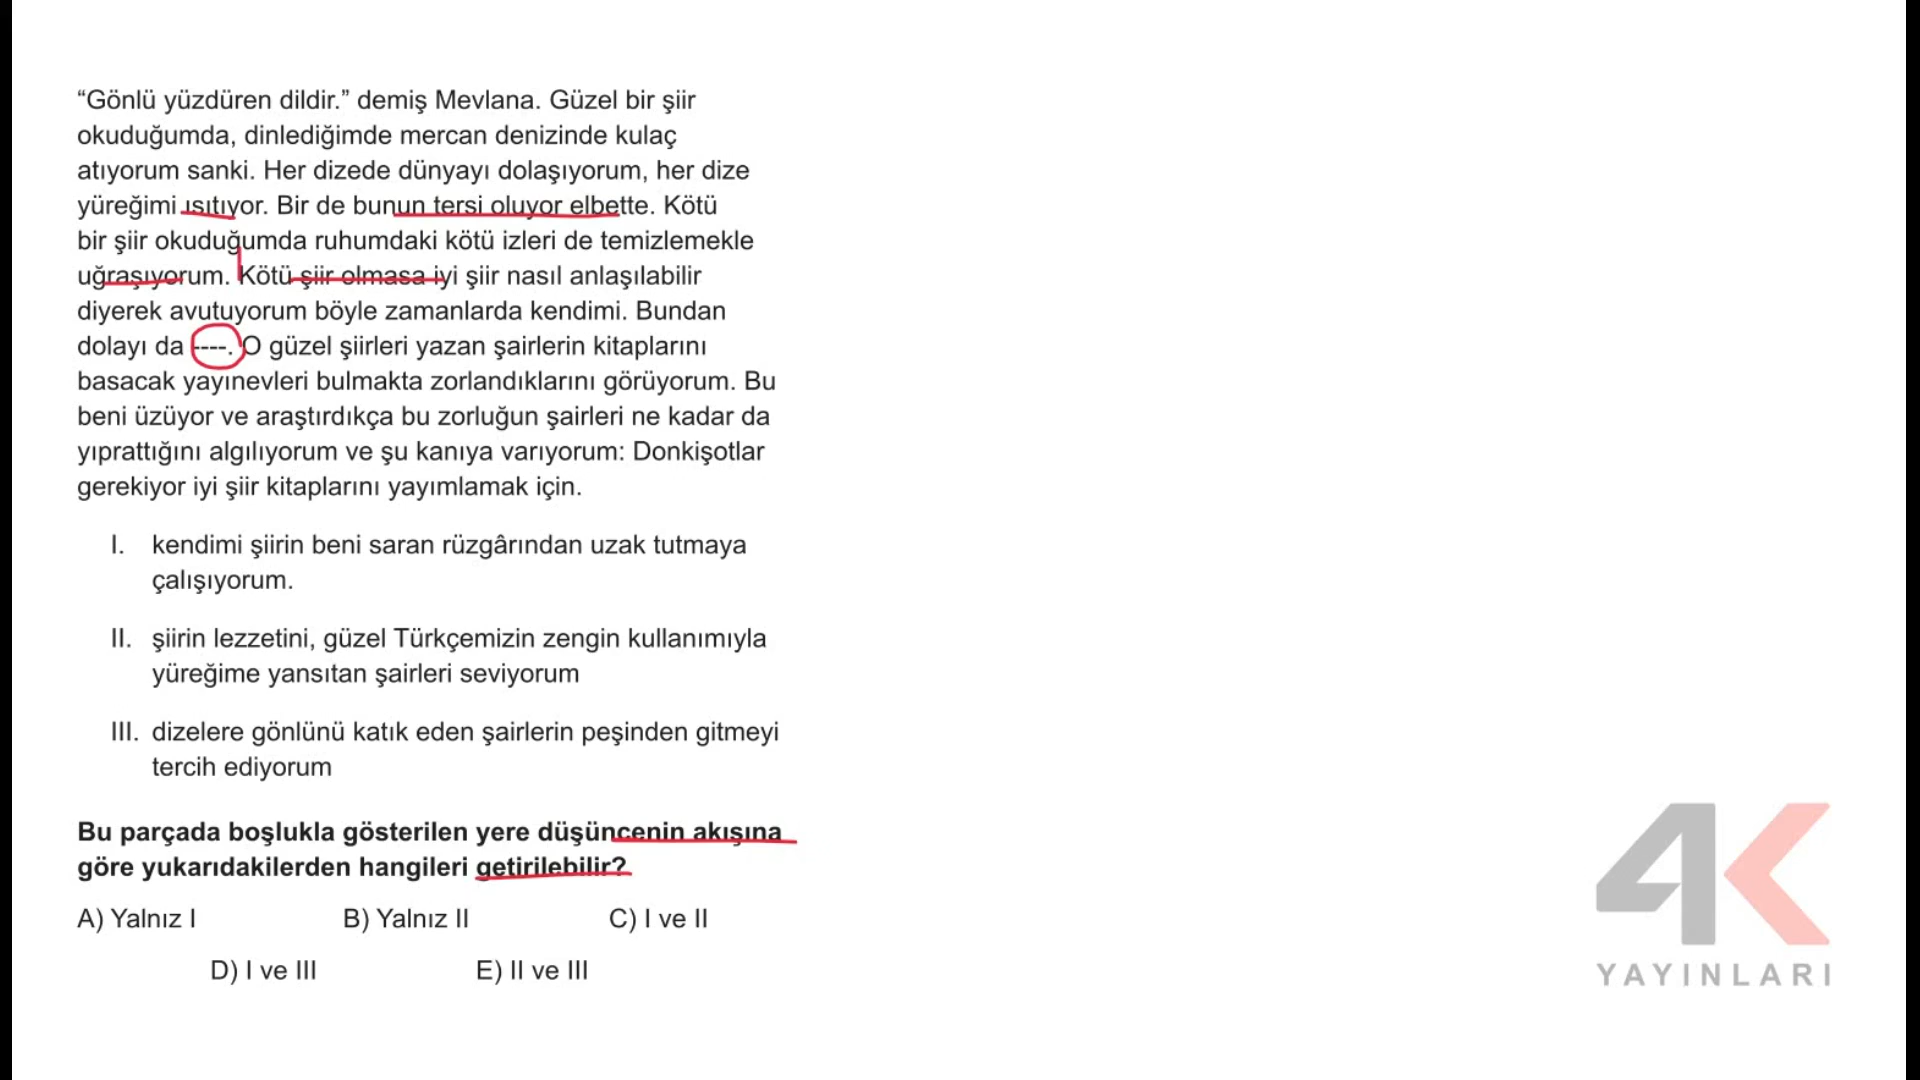 “Gönlü yüzdüren dildir.” demiş Mevlana. Güzel bir şiir
okuduğumda, dinlediğimde mercan denizinde kulaç
atıyorum sanki. Her dizede dünyayı dolaşıyorum, her dize
yüreğimi ısıtıyor. Bir de bunun tersi oluyor elbette. Kötü
bir şiir okuduğumda ruhumdaki kötü izleri de temizlemekle
uğraşıyorum. Kötü şiir olmasa iyi şiir nasıl anlaşılabilir
diyerek avutuyorum böyle zamanlarda kendimi. Bundan
dolayı da ----. O güzel şiirleri yazan şairlerin kitaplarını
basacak yayınevleri bulmakta zorlandıklarını görüyorum. Bu
beni üzüyor ve araştırdıkça bu zorluğun şairleri ne kadar da
yıprattığını algılıyorum ve şu kanıya varıyorum: Donkişotlar
gerekiyor iyi şiir kitaplarını yayımlamak için.
I. kendimi şiirin beni saran rüzgârından uzak tutmaya
çalışıyorum.
II. şiirin lezzetini, güzel Türkçemizin zengin kullanımıyla
yüreğime yansıtan şairleri seviyorum
III. dizelere gönlünü katık eden şairlerin peşinden gitmeyi
tercih ediyorum
Bu parçada boşlukla gösterilen yere düşüncenin akışına
göre yukarıdakilerden hangileri getirilebilir?
A) Yalnız I B) Yalnız II C) I ve II
D) I ve III E) II ve III
4K
YAYINLARI